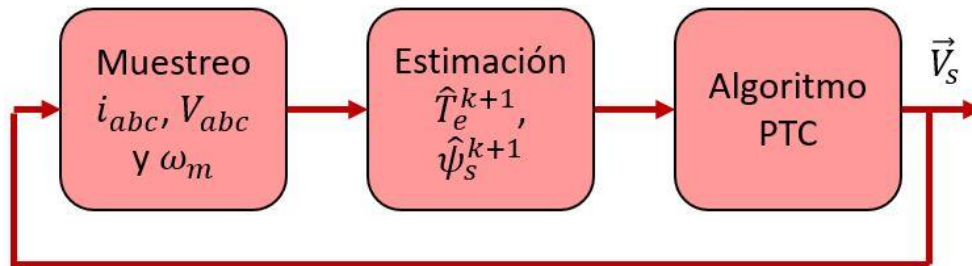 Muestreo
i_abc, V_abc
y ω_m
Estimación
T̂_e^{k+1},
ψ̂_s^{k+1}
Algoritmo
PTC
V⃗_s